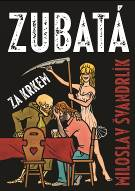 ZUBATÁ
ZA KRKEM
MILOSLAV ŠVANDRLÍK